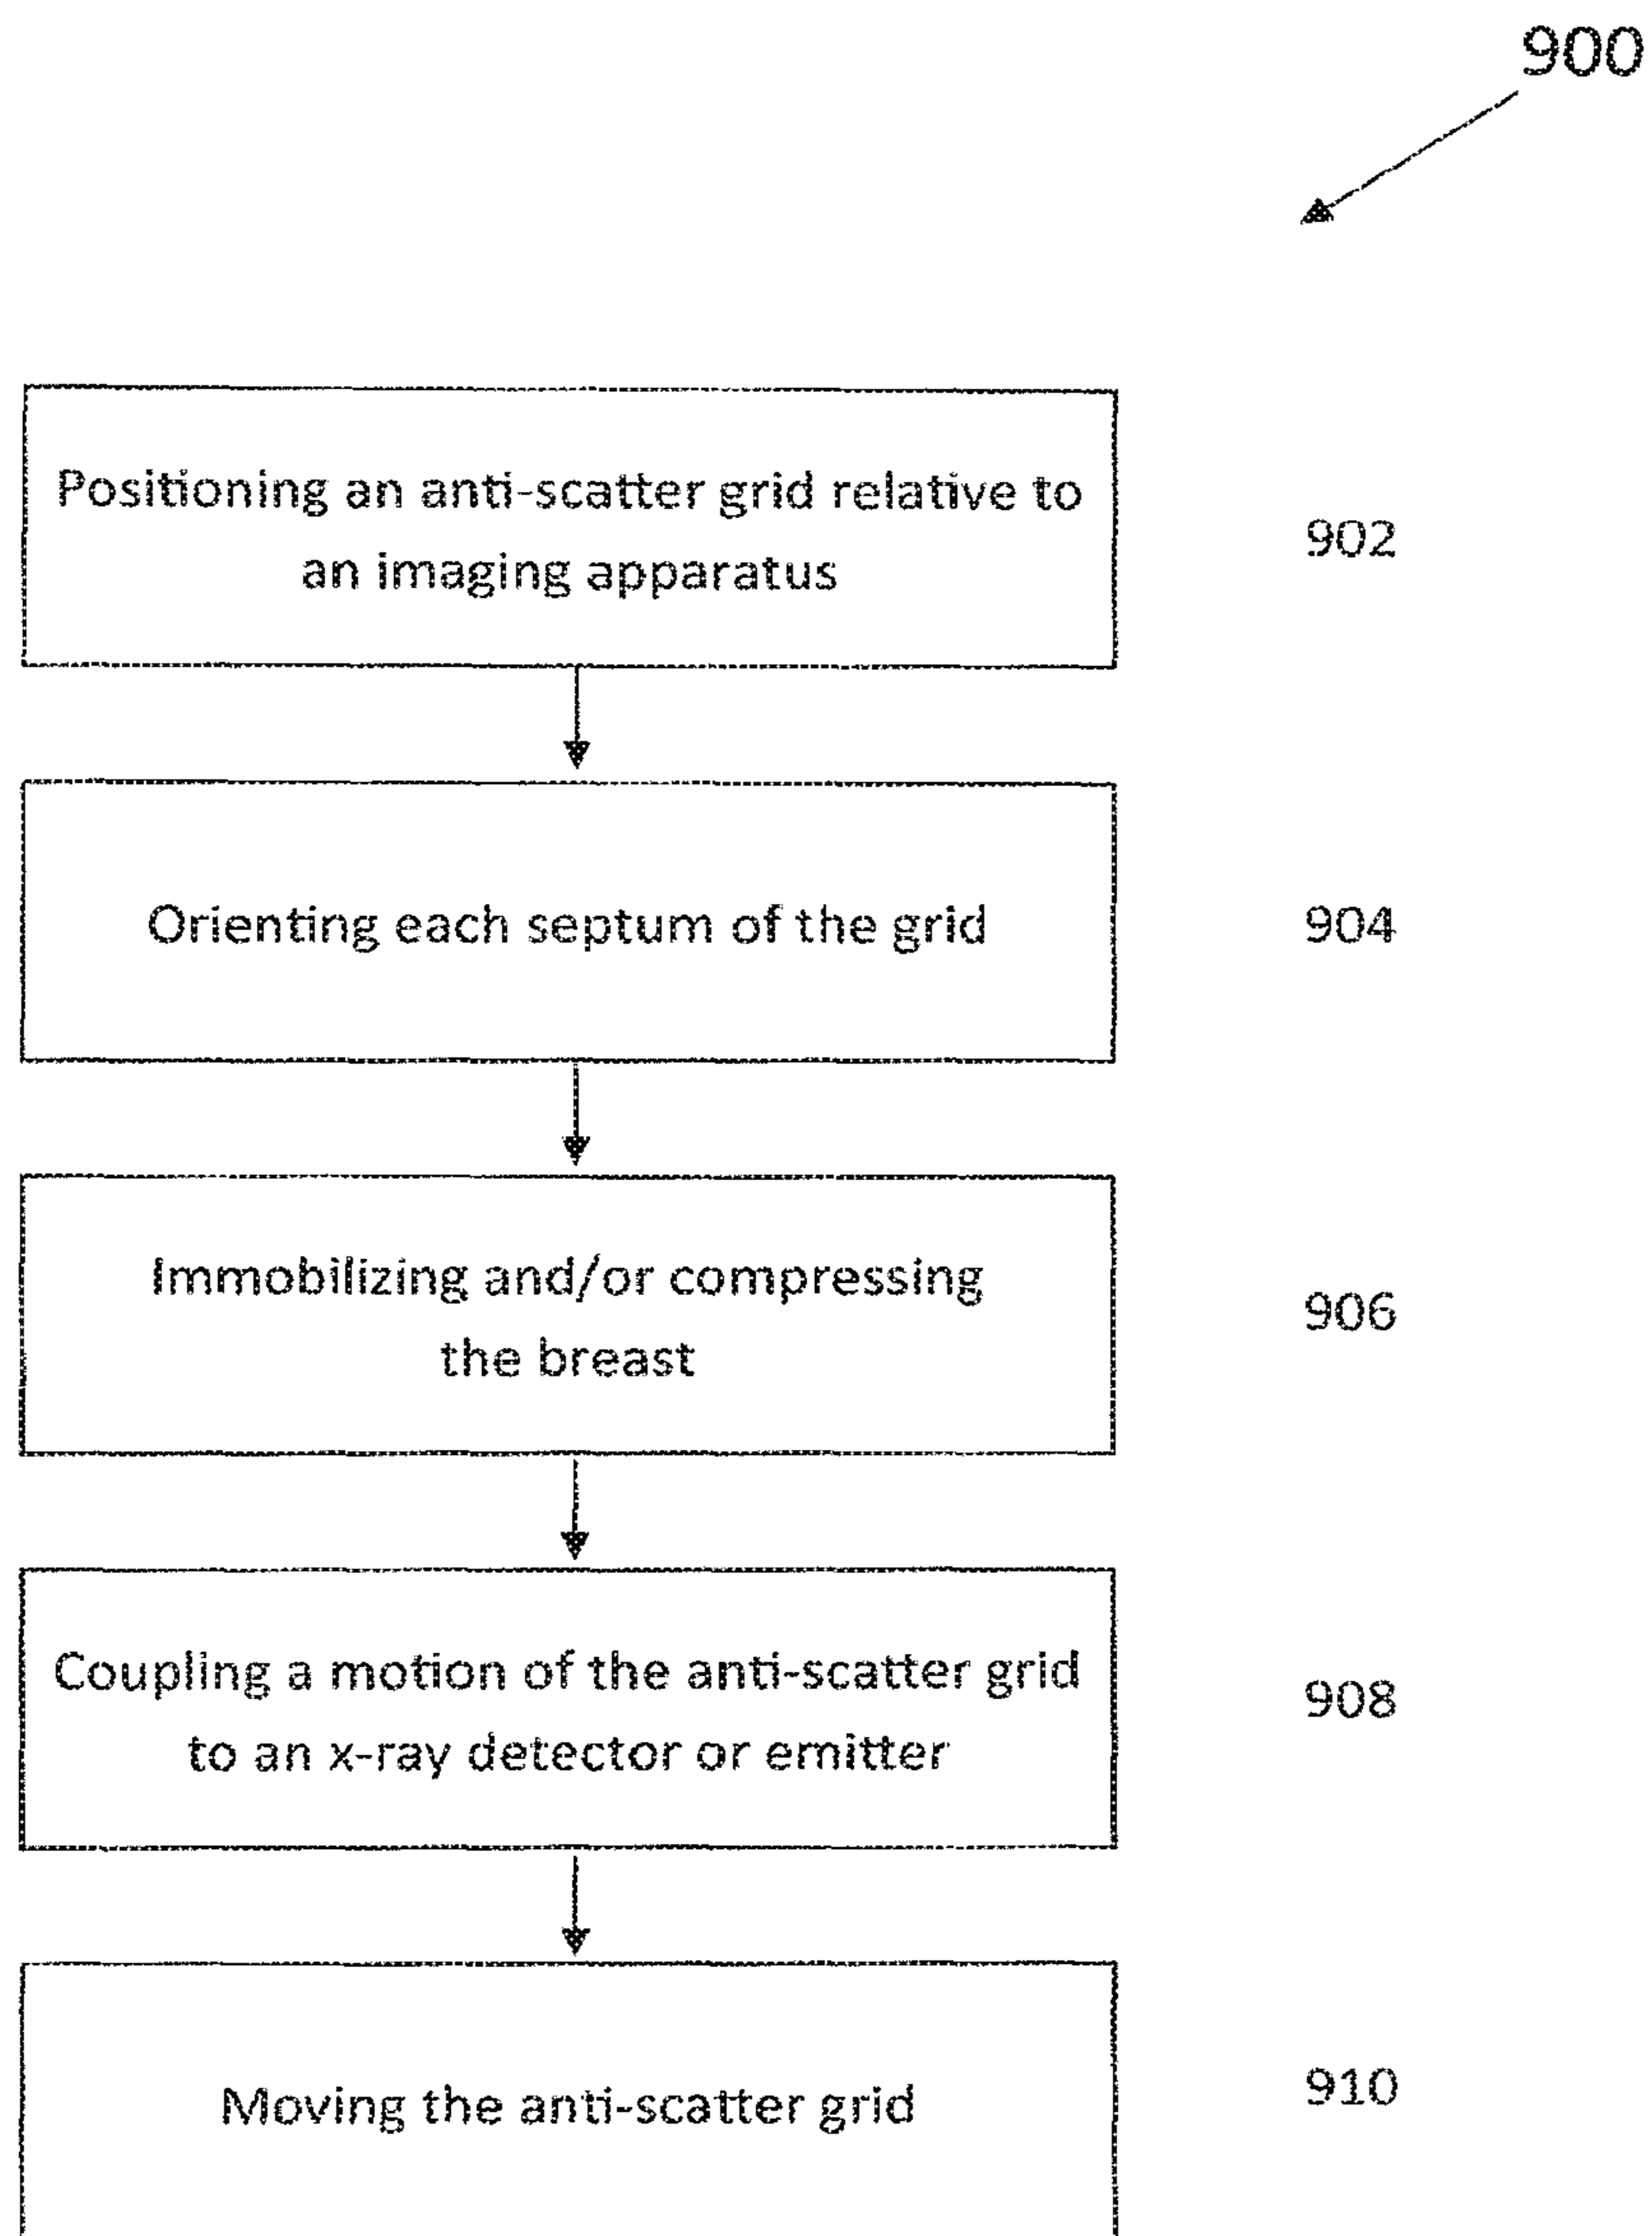 900
Positioning an anti-scatter grid relative to
an imaging apparatus
902
Orienting each septum of the grid
904
Immobilizing and/or compressing
the breast
906
Coupling a motion of the anti-scatter grid
to an x-ray detector or emitter
908
Moving the anti-scatter grid
910